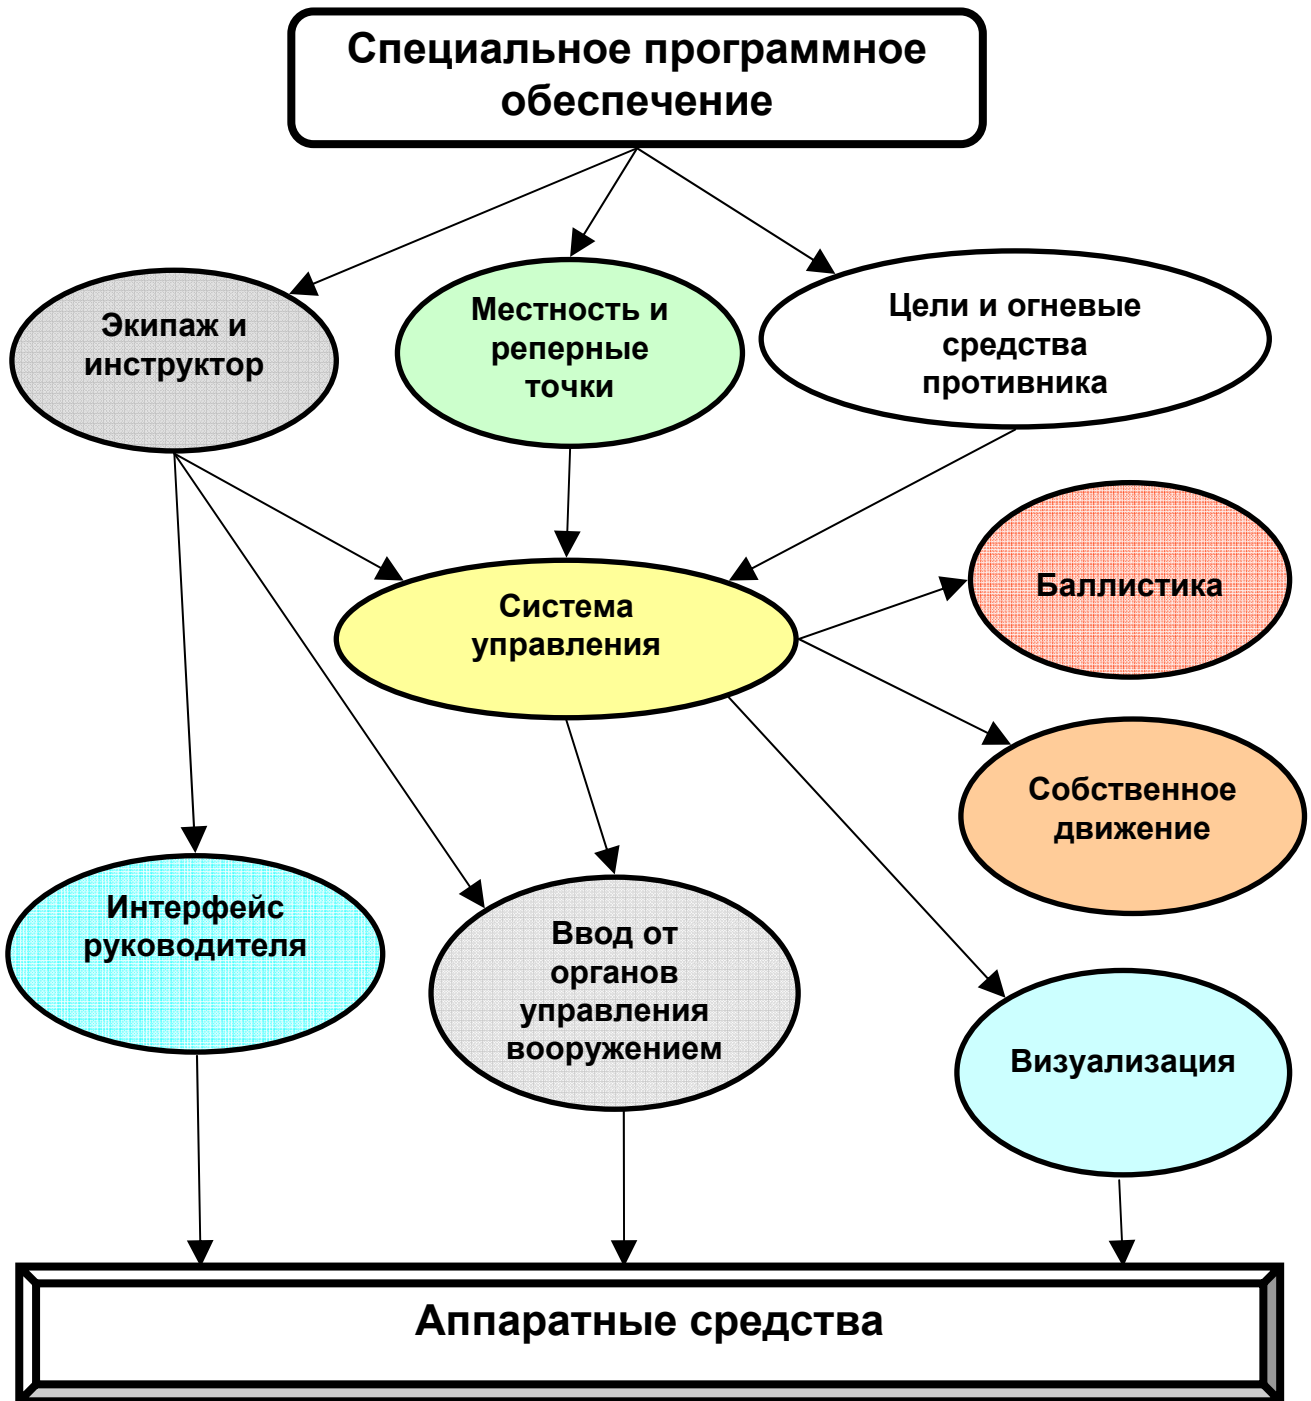 Специальное программное
обеспечение
Экипаж и
инструктор
Местность и
реперные
точки
Цели и огневые
средства
противника
Баллистика
Система
управления
Собственное
движение
Интерфейс
руководителя
Ввод от
органов
управления
вооружением
Визуализация
Аппаратные средства